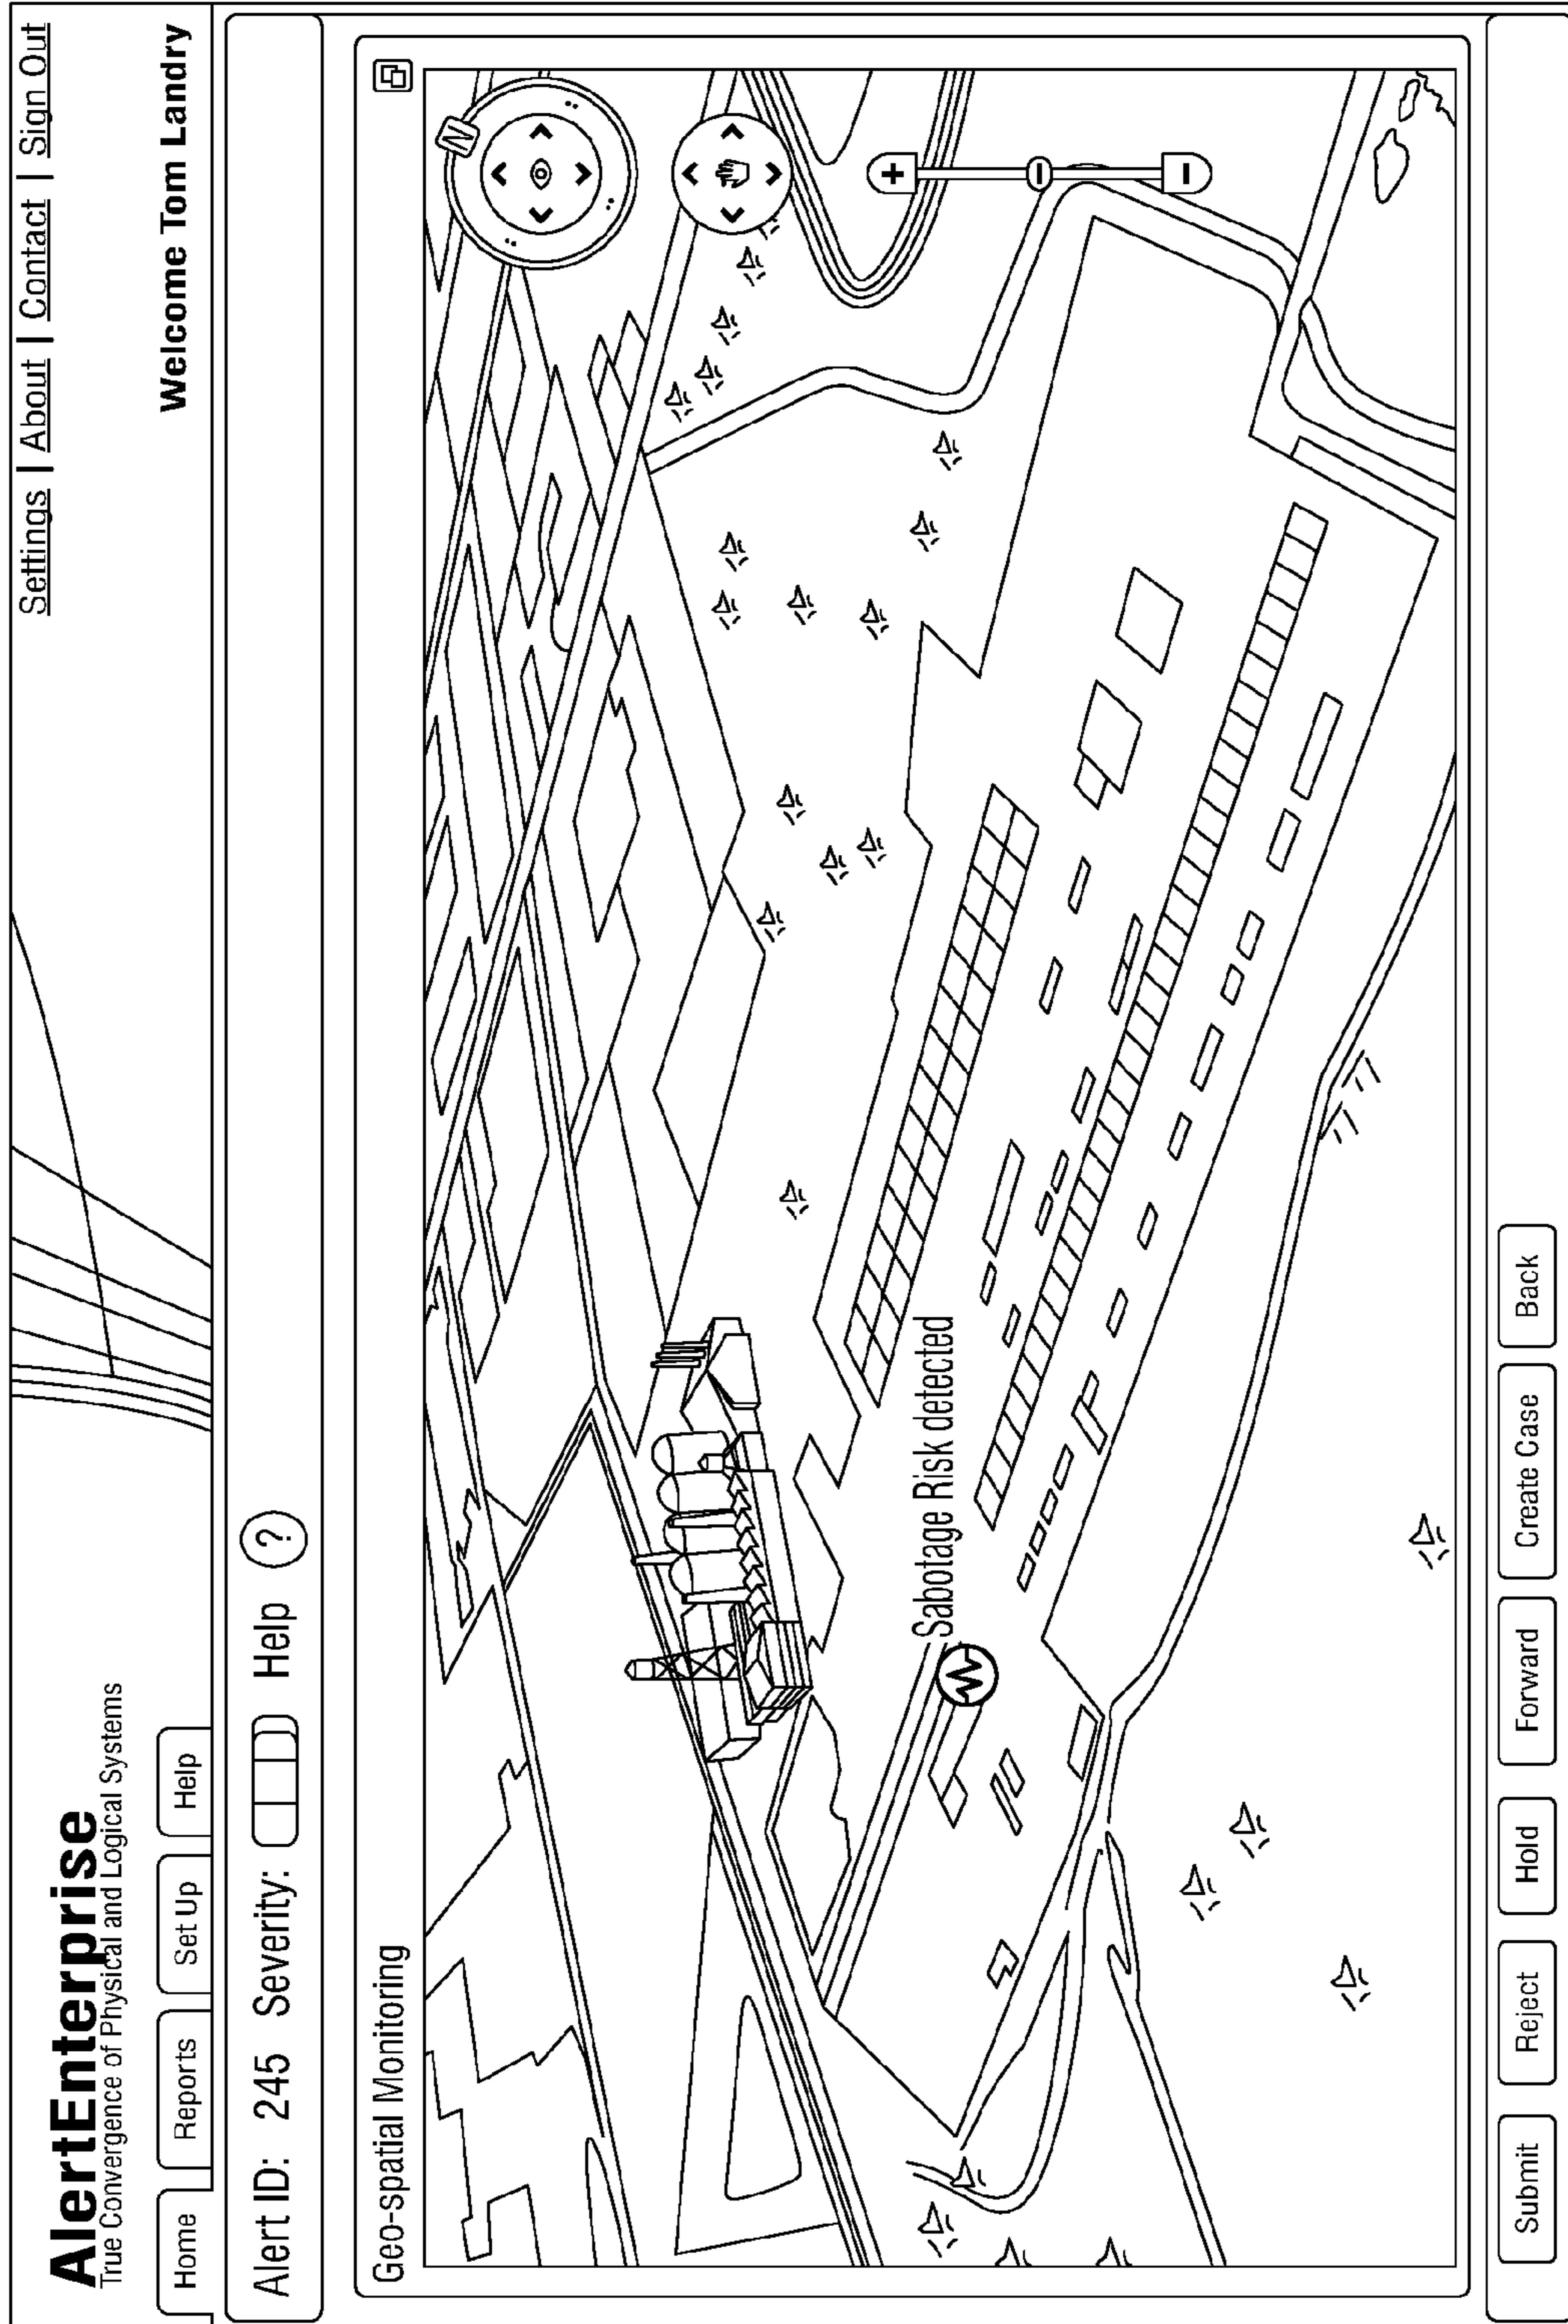 Settings | About | Contact | Sign Out
AlertEnterprise
True Convergence of Physical and Logical Systems
Welcome Tom Landry
Home Reports Set Up Help
Alert ID: 245 Severity: Help ?
Geo-spatial Monitoring
N
+
-
-
Sabotage Risk detected
Submit Reject Hold Forward Create Case Back